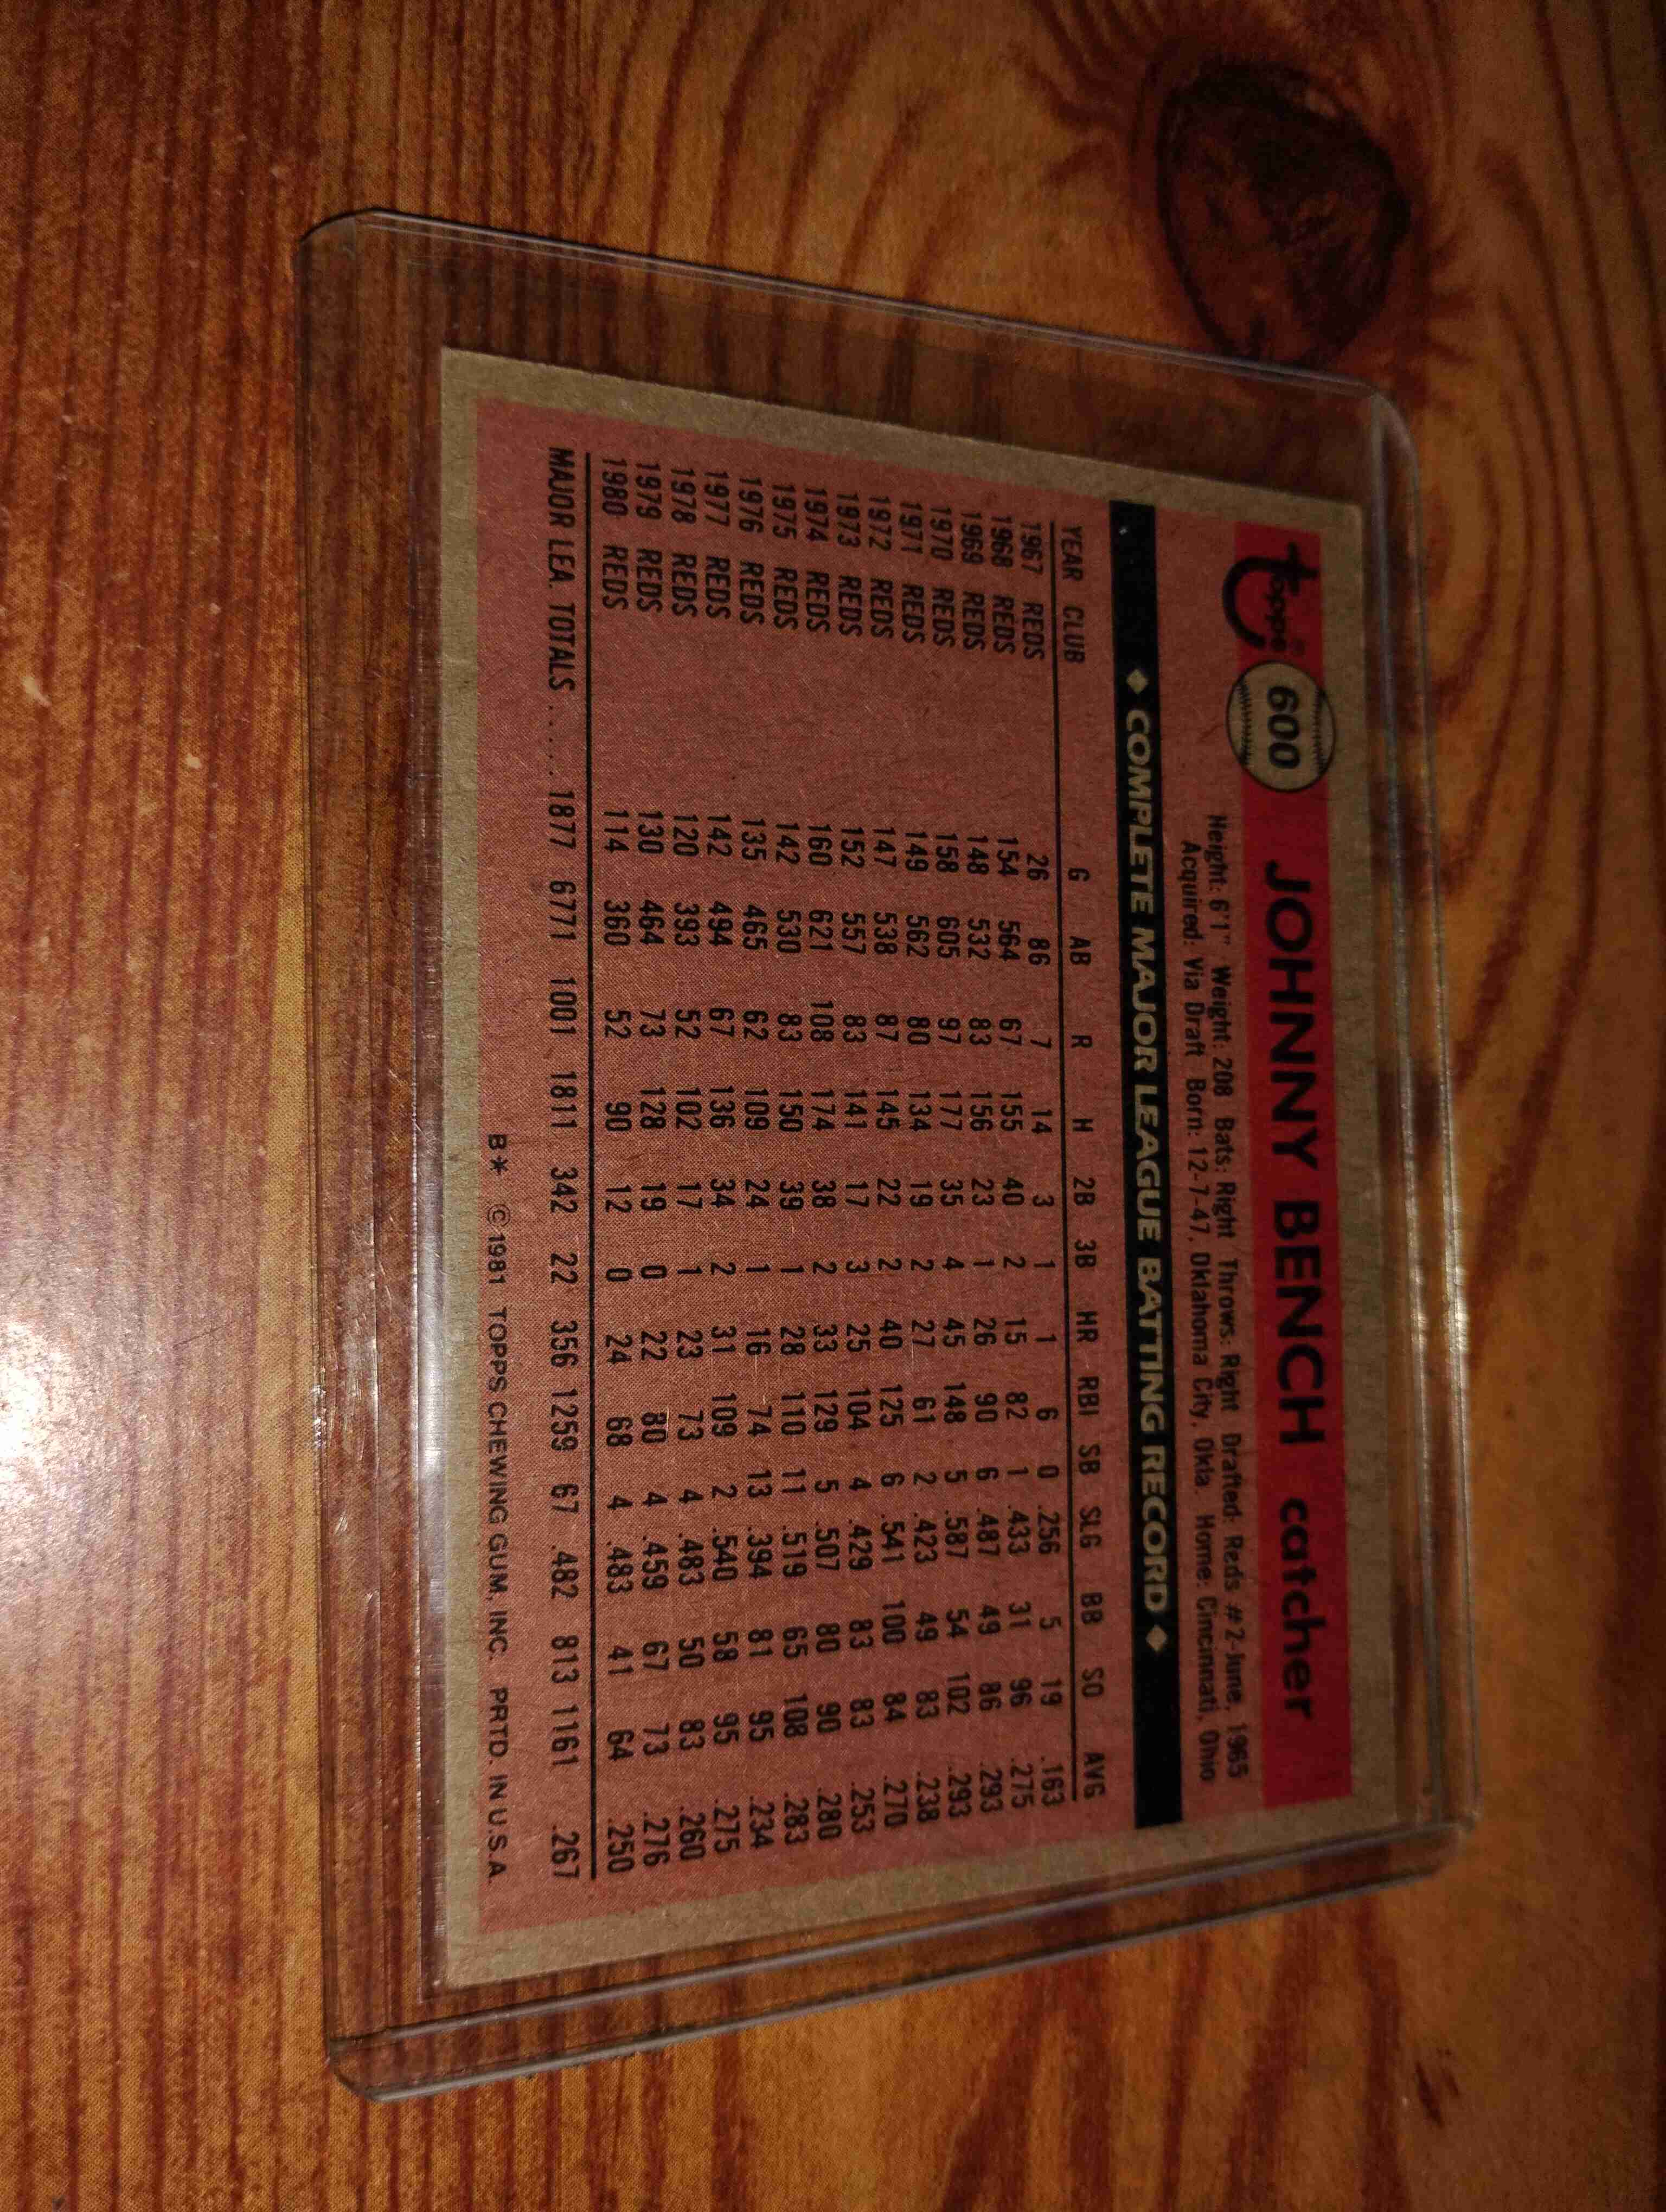 Topps® 600 JOHNNY BENCH catcher
Height: 6'1" Weight: 208 Bats: Right Throws: Right Drafted: Reds #2-June, 1965
Acquired: Via Draft Born: 12-7-47, Oklahoma City, Okla. Home: Cincinnati, Ohio
◆ COMPLETE MAJOR LEAGUE BATTING RECORD ◆
YEAR CLUB G AB R H 2B 3B HR RBI SB SLG BB SO AVG
1967 REDS 26 86 7 14 3 1 1 6 0 .256 5 19 .163
1968 REDS 154 564 67 155 40 2 15 82 1 .433 31 96 .275
1969 REDS 148 532 83 156 23 1 26 90 6 .487 49 86 .293
1970 REDS 158 605 97 177 35 4 45 148 5 .587 54 102 .293
1971 REDS 149 562 80 134 19 2 27 61 2 .423 49 83 .238
1972 REDS 147 538 87 145 22 2 40 125 6 .541 100 84 .270
1973 REDS 152 557 83 141 17 3 25 104 4 .429 83 83 .253
1974 REDS 160 621 108 174 38 2 33 129 5 .507 80 90 .280
1975 REDS 142 530 83 150 39 1 28 110 11 .519 65 108 .283
1976 REDS 135 465 62 109 24 1 16 74 13 .394 81 95 .234
1977 REDS 142 494 67 136 34 2 31 109 2 .540 58 95 .275
1978 REDS 120 393 52 102 17 1 23 73 4 .483 50 83 .260
1979 REDS 130 464 73 128 19 0 22 80 4 .459 67 73 .276
1980 REDS 114 360 52 90 12 0 24 68 4 .483 41 64 .250
MAJOR LEA. TOTALS ..... 1877 6771 1001 1811 342 22 356 1259 67 .482 813 1161 .267
B* © 1981 TOPPS CHEWING GUM, INC. PRTD. IN U.S.A.